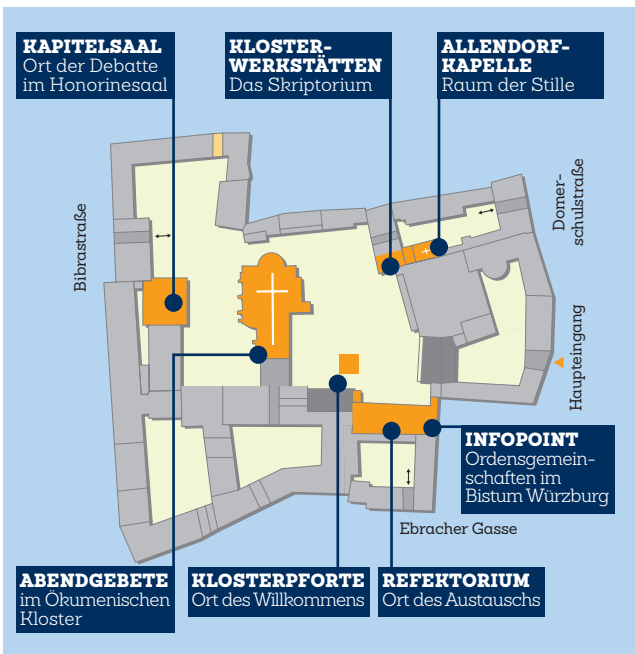 KAPITELSAAL
Ort der Debatte
im Honorinesaal
KLOSTER-
WERKSTÄTTEN
Das Skriptorium
ALLENDORF-
KAPELLE
Raum der Stille
Bibrastraße
Domer-
schulstraße
Haupteingang
INFOPOINT
Ordensgemein-
schaften im
Bistum Würzburg
Ebracher Gasse
ABENDGEBETE
im Ökumenischen
Kloster
KLOSTERPFORTE
Ort des Willkommens
REFEKTORIUM
Ort des Austauschs